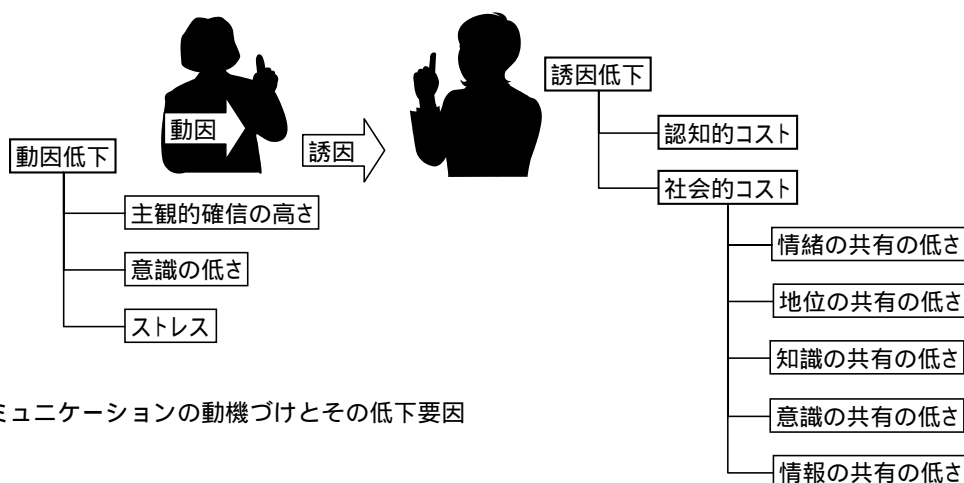 動因
誘因
動因低下
主観的確信の高さ
意識の低さ
ストレス
誘因低下
認知的コスト
社会的コスト
情緒の共有の低さ
地位の共有の低さ
知識の共有の低さ
意識の共有の低さ
情報の共有の低さ
ミュニケーションの動機づけとその低下要因